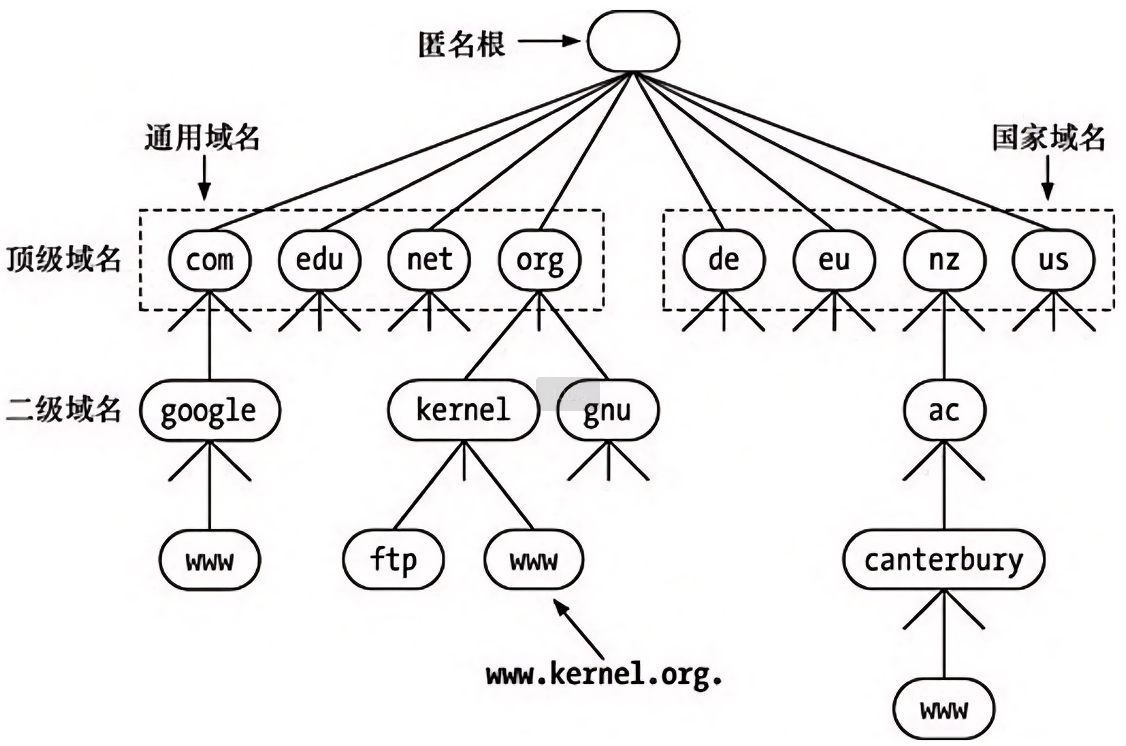 匿名根
通用域名
国家域名
顶级域名
com
edu
net
org
de
eu
nz
us
二级域名
google
kernel
gnu
ac
www
ftp
www
canterbury
www.kernel.org.
www